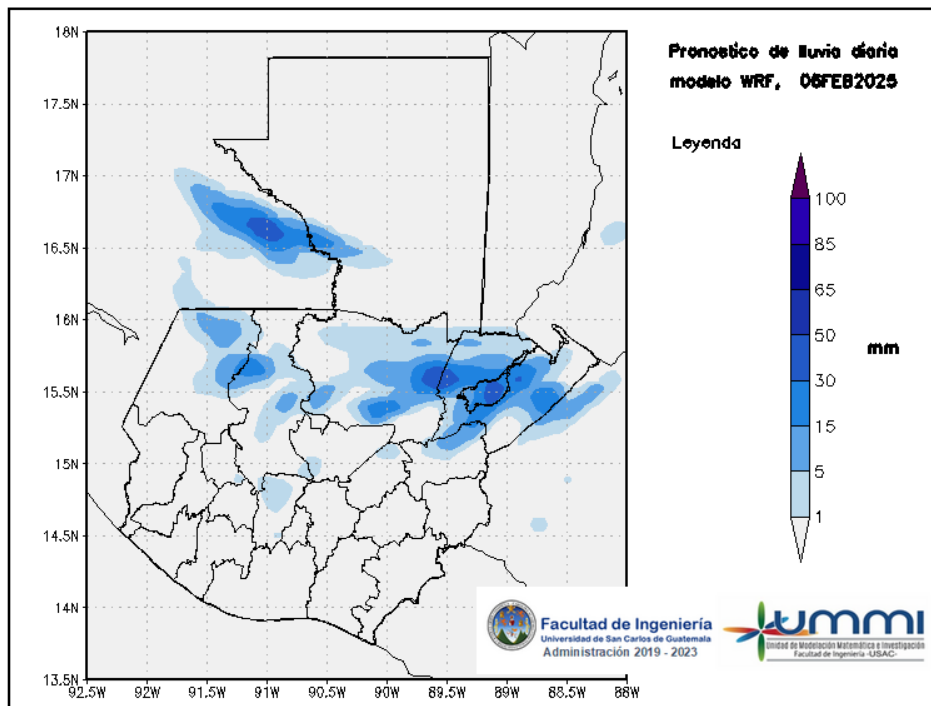 Pronostico de lluvia diaria
modelo WRF, 06FEB2025
Leyenda
100
85
65
50
30
15
5
1
mm
18N
17.5N
17N
16.5N
16N
15.5N
15N
14.5N
14N
13.5N
92.5W 92W 91.5W 91W 90.5W 90W 89.5W 89W 88.5W 88W
Facultad de Ingeniería
Universidad de San Carlos de Guatemala
Administración 2019 - 2023
UMMI
Unidad de Modelación Matemática e Investigación
Facultad de Ingeniería -USAC-